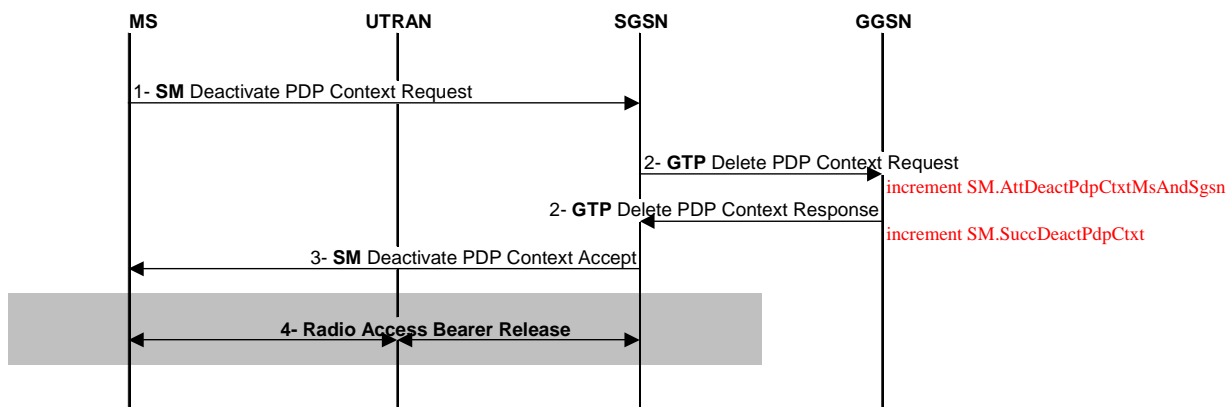 MS UTRAN SGSN GGSN
1- SM Deactivate PDP Context Request
2- GTP Delete PDP Context Request
increment SM.AttDeactPdpCtxtMsAndSgsn
2- GTP Delete PDP Context Response
increment SM.SuccDeactPdpCtxt
3- SM Deactivate PDP Context Accept
4- Radio Access Bearer Release